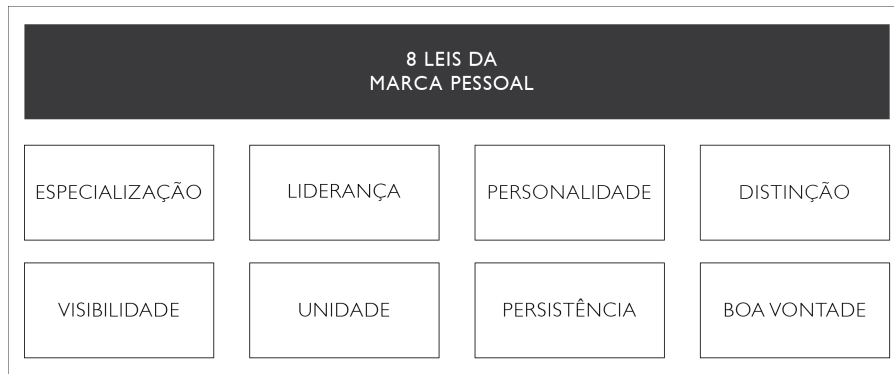 8 LEIS DA
MARCA PESSOAL
ESPECIALIZAÇÃO
LIDERANÇA
PERSONALIDADE
DISTINÇÃO
VISIBILIDADE
UNIDADE
PERSISTÊNCIA
BOA VONTADE